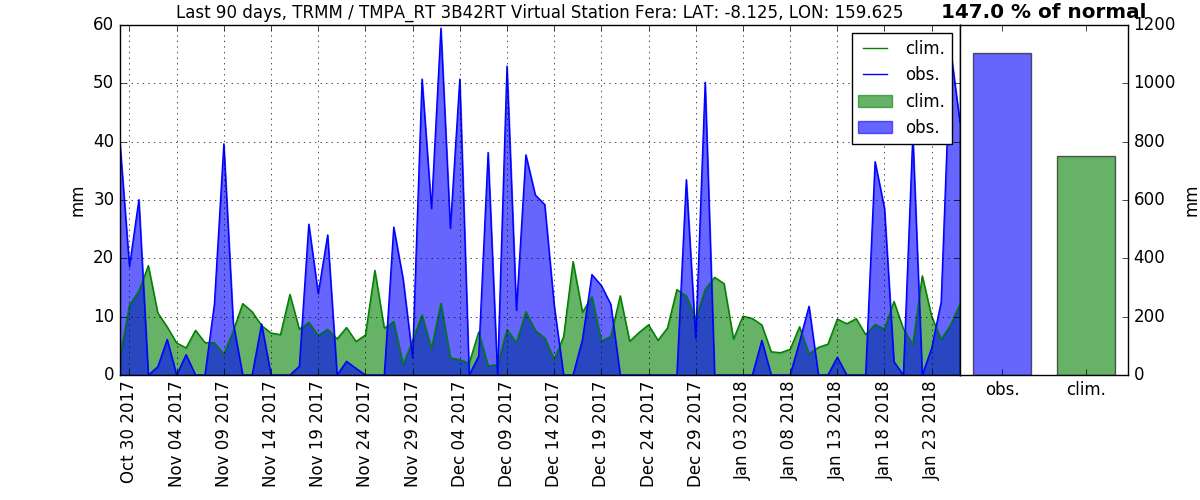 Last 90 days, TRMM / TMPA_RT 3B42RT Virtual Station Fera: LAT: -8.125, LON: 159.625
147.0 % of normal
60
50
40
30
20
10
0
mm
clim.
obs.
clim.
obs.
1200
1000
800
600
400
200
0
mm
Oct 30 2017
Nov 04 2017
Nov 09 2017
Nov 14 2017
Nov 19 2017
Nov 24 2017
Nov 29 2017
Dec 04 2017
Dec 09 2017
Dec 14 2017
Dec 19 2017
Dec 24 2017
Dec 29 2017
Jan 03 2018
Jan 08 2018
Jan 13 2018
Jan 18 2018
Jan 23 2018
obs.
clim.